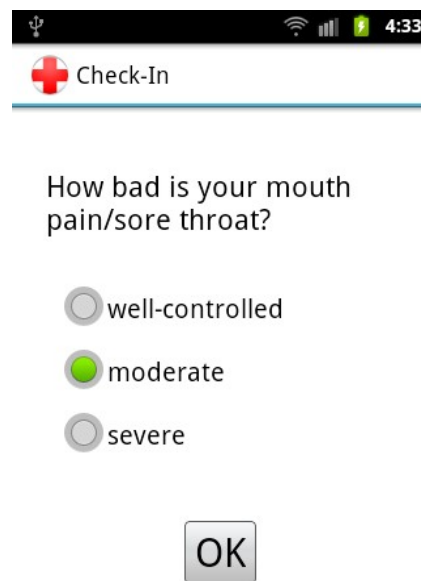 4:33
Check-In
How bad is your mouth
pain/sore throat?
well-controlled
moderate
severe
OK